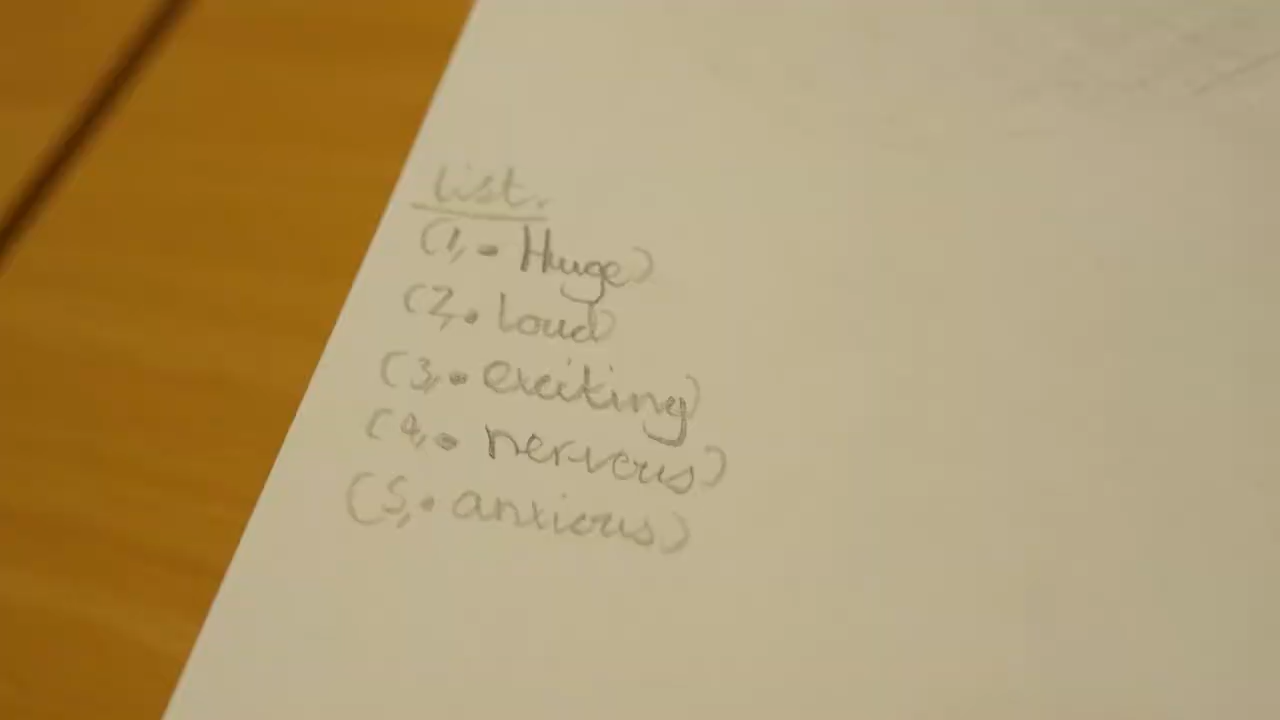 List.
(1, - Huge)
(2, • Loud)
(3, • exciting)
(4, • nervous)
(5, • anxious)